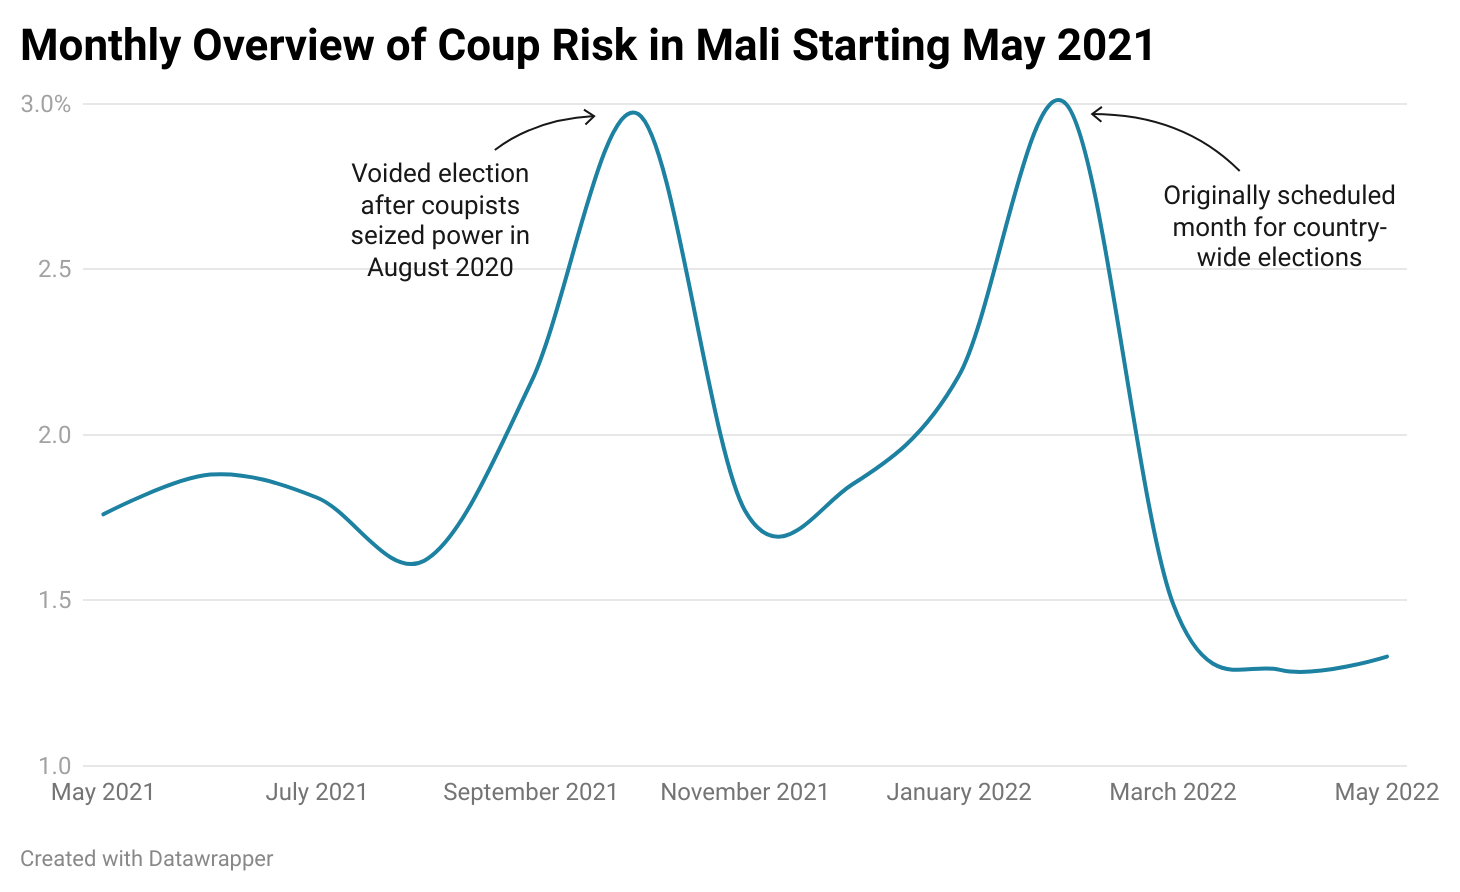 Monthly Overview of Coup Risk in Mali Starting May 2021
3.0%
Voided election
after coupists
seized power in
August 2020
Originally scheduled
month for country-
wide elections
2.5
2.0
1.5
1.0
May 2021
July 2021
September 2021
November 2021
January 2022
March 2022
May 2022
Created with Datawrapper